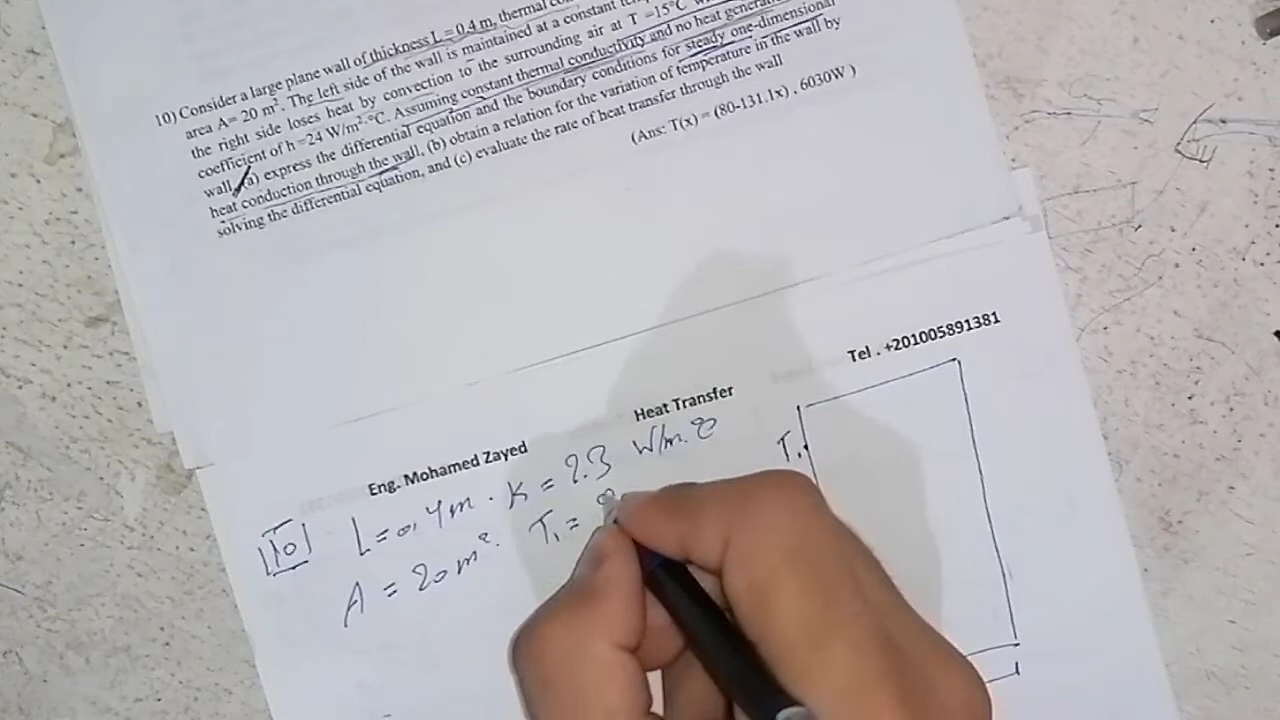 10) Consider a large plane wall of thickness L = 0.4 m, thermal
area A= 20 m². The left side of the wall is maintained at a constant
the right side loses heat by convection to the surrounding air at T =15°C
coefficient of h =24 W/m².°C. Assuming constant thermal conductivity and no heat
wall, (a) express the differential equation and the boundary conditions for steady one-dimensional
heat conduction through the wall, (b) obtain a relation for the variation of temperature in the wall by
solving the differential equation, and (c) evaluate the rate of heat transfer through the wall
(Ans: T(x) = (80-131.1x) , 6030W )
Eng. Mohamed Zayed Heat Transfer Tel . +201005891381
10 L = 0,4m . K = 2.3 W/m.°C
A = 20 m². T₁ =
T₁